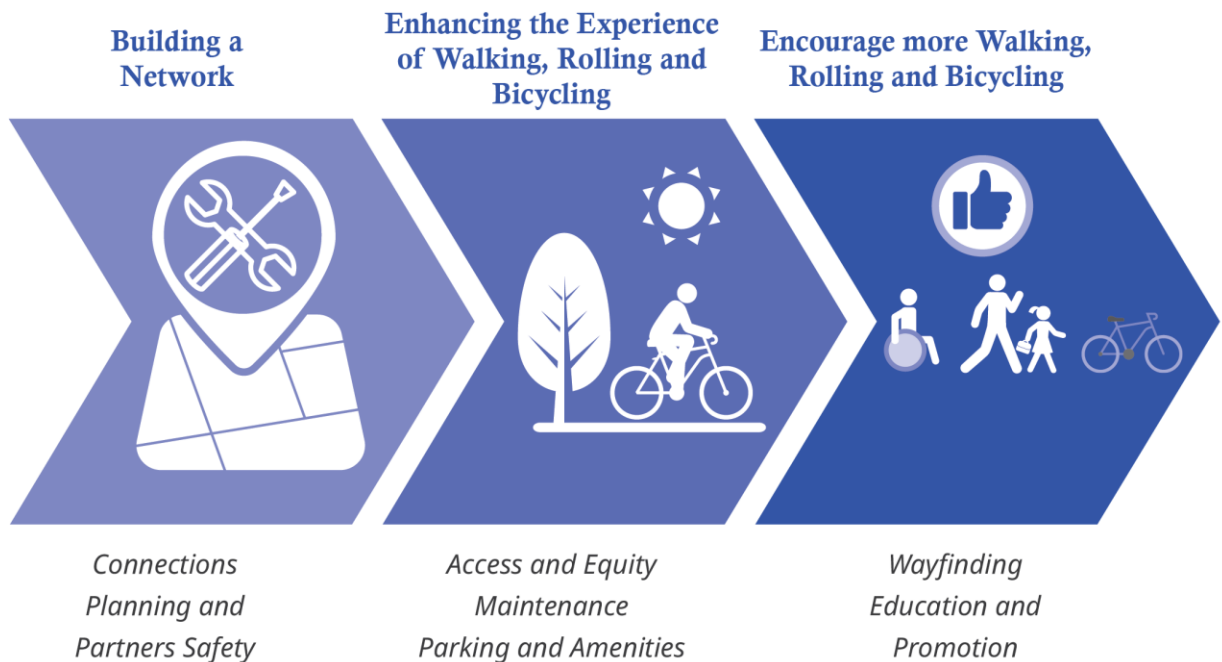 Building a
Network
Enhancing the Experience
of Walking, Rolling and
Bicycling
Encourage more Walking,
Rolling and Bicycling
Connections
Planning and
Partners Safety
Access and Equity
Maintenance
Parking and Amenities
Wayfinding
Education and
Promotion